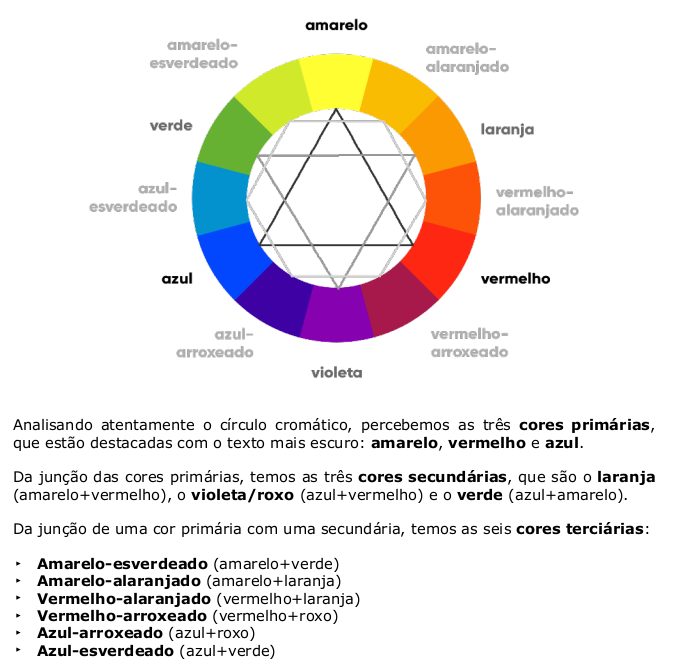 amarelo
amarelo-
esverdeado
amarelo-
alaranjado
verde
laranja
azul-
esverdeado
vermelho-
alaranjado
azul
vermelho
azul-
arroxeado
vermelho-
arroxeado
violeta
Analisando atentamente o círculo cromático, percebemos as três cores primárias,
que estão destacadas com o texto mais escuro: amarelo, vermelho e azul.
Da junção das cores primárias, temos as três cores secundárias, que são o laranja
(amarelo+vermelho), o violeta/roxo (azul+vermelho) e o verde (azul+amarelo).
Da junção de uma cor primária com uma secundária, temos as seis cores terciárias:
‣ Amarelo-esverdeado (amarelo+verde)
‣ Amarelo-alaranjado (amarelo+laranja)
‣ Vermelho-alaranjado (vermelho+laranja)
‣ Vermelho-arroxeado (vermelho+roxo)
‣ Azul-arroxeado (azul+roxo)
‣ Azul-esverdeado (azul+verde)